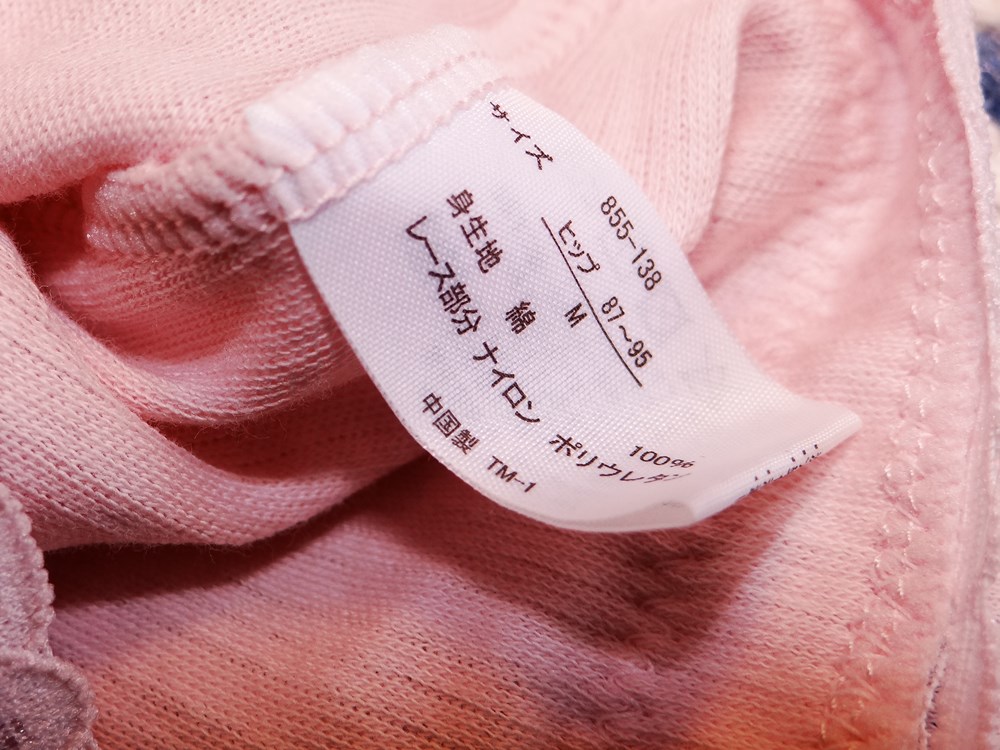 855-138
サイズ
ヒップ 87～95
M
身生地 綿 100%
レース部分 ナイロン ポリウレタン
中国製 TM-1